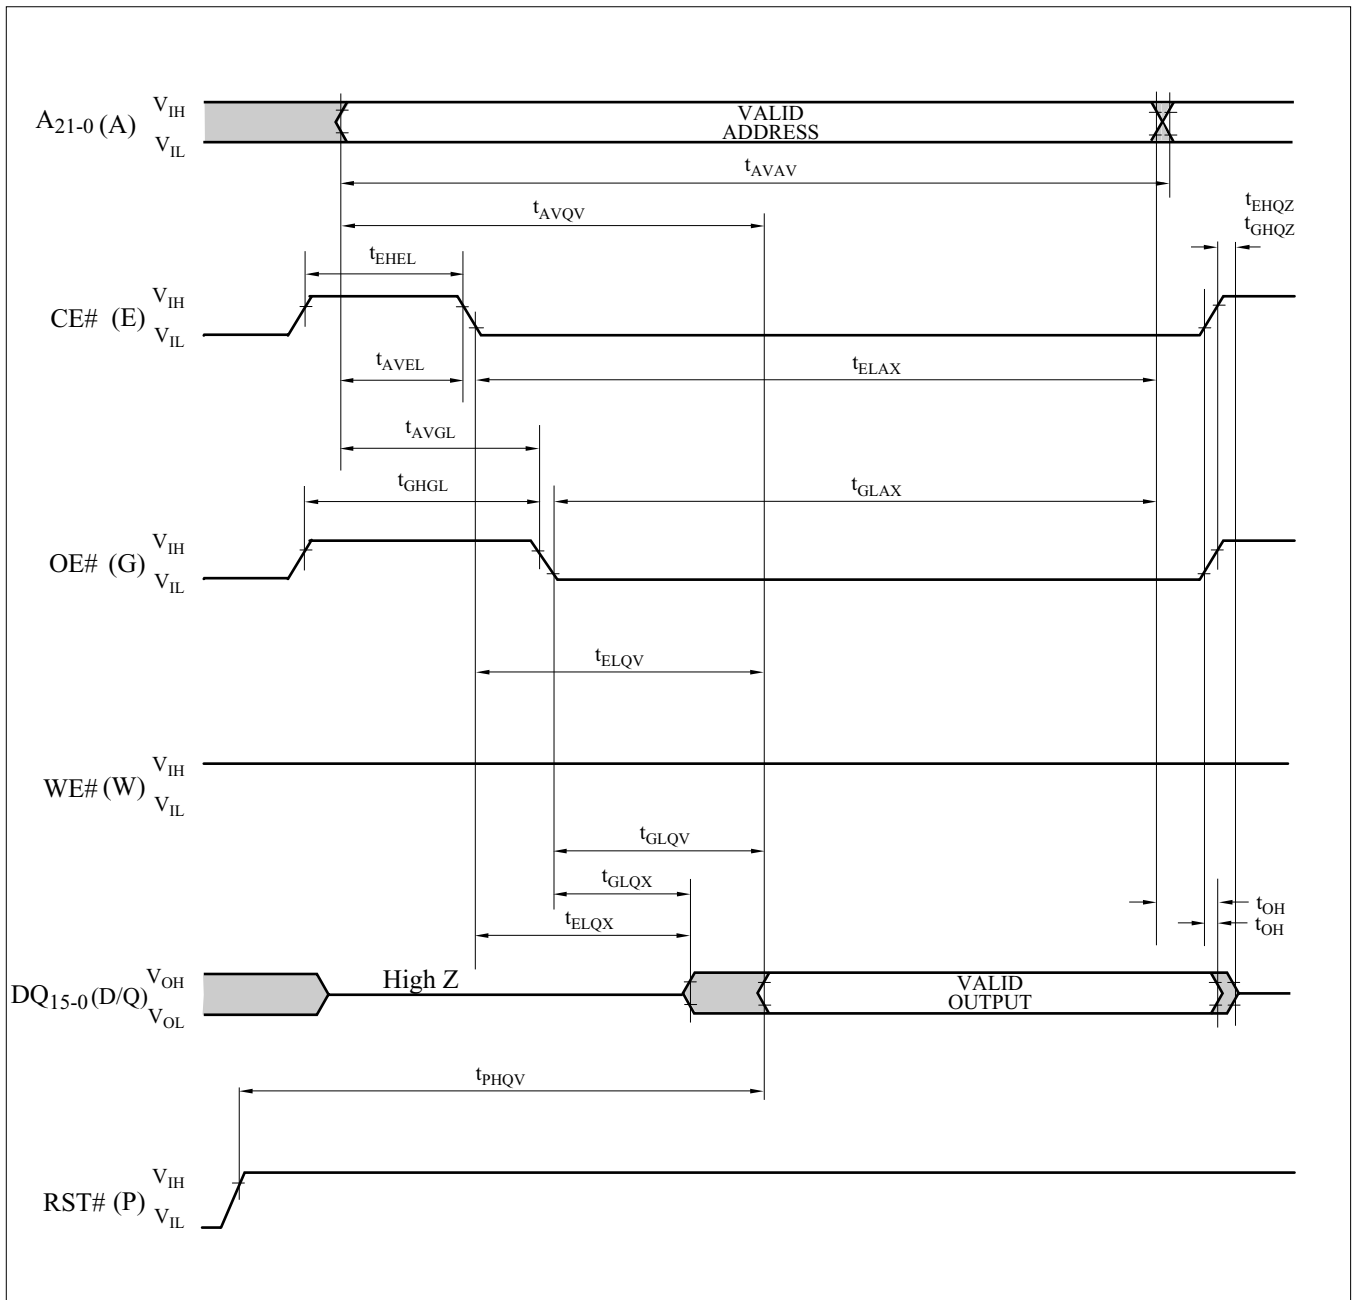 A21-0 (A)
VIH
VIL
VALID
ADDRESS
tAVAV
tAVQV
tEHQZ
tGHQZ
tEHEL
CE# (E)
VIH
VIL
tAVEL
tELAX
tAVGL
tGHGL
tGLAX
OE# (G)
VIH
VIL
tELQV
WE# (W)
VIH
VIL
tGLQV
tGLQX
tELQX
tOH
tOH
DQ15-0 (D/Q)
VOH
VOL
High Z
VALID
OUTPUT
tPHQV
RST# (P)
VIH
VIL